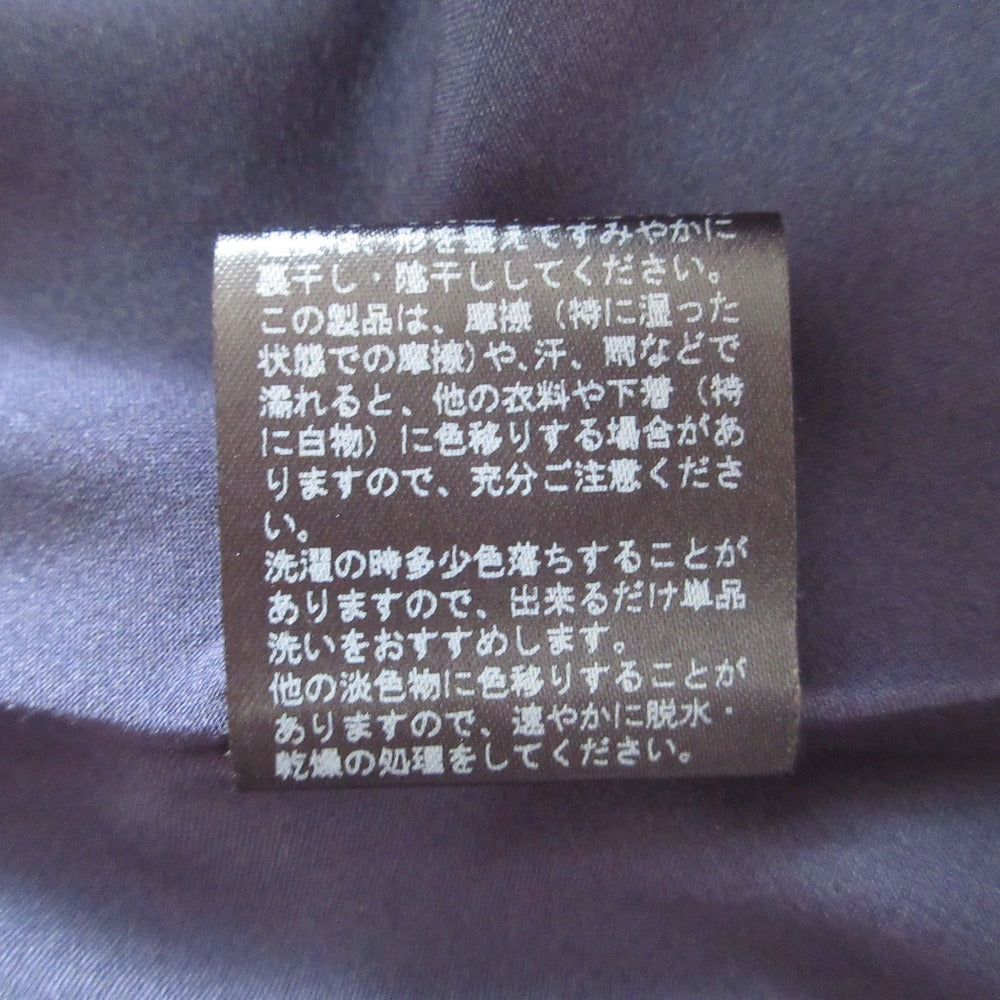 は、形を整えてすみやかに
裏干し・陰干ししてください。
この製品は、摩擦（特に湿った
状態での摩擦）や、汗、雨などで
濡れると、他の衣料や下着（特
に白物）に色移りする場合があ
りますので、充分ご注意くださ
い。
洗濯の時多少色落ちすることが
ありますので、出来るだけ単品
洗いをおすすめします。
他の淡色物に色移りすることが
ありますので、速やかに脱水・
乾燥の処理をしてください。